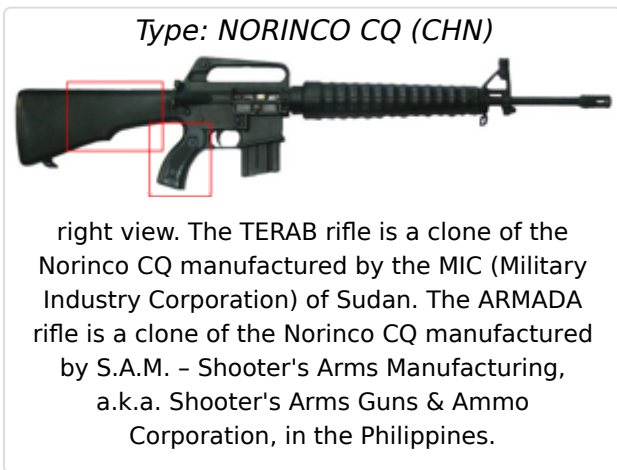 Type: NORINCO CQ (CHN)
right view. The TERAB rifle is a clone of the
Norinco CQ manufactured by the MIC (Military
Industry Corporation) of Sudan. The ARMADA
rifle is a clone of the Norinco CQ manufactured
by S.A.M. – Shooter's Arms Manufacturing,
a.k.a. Shooter's Arms Guns & Ammo
Corporation, in the Philippines.